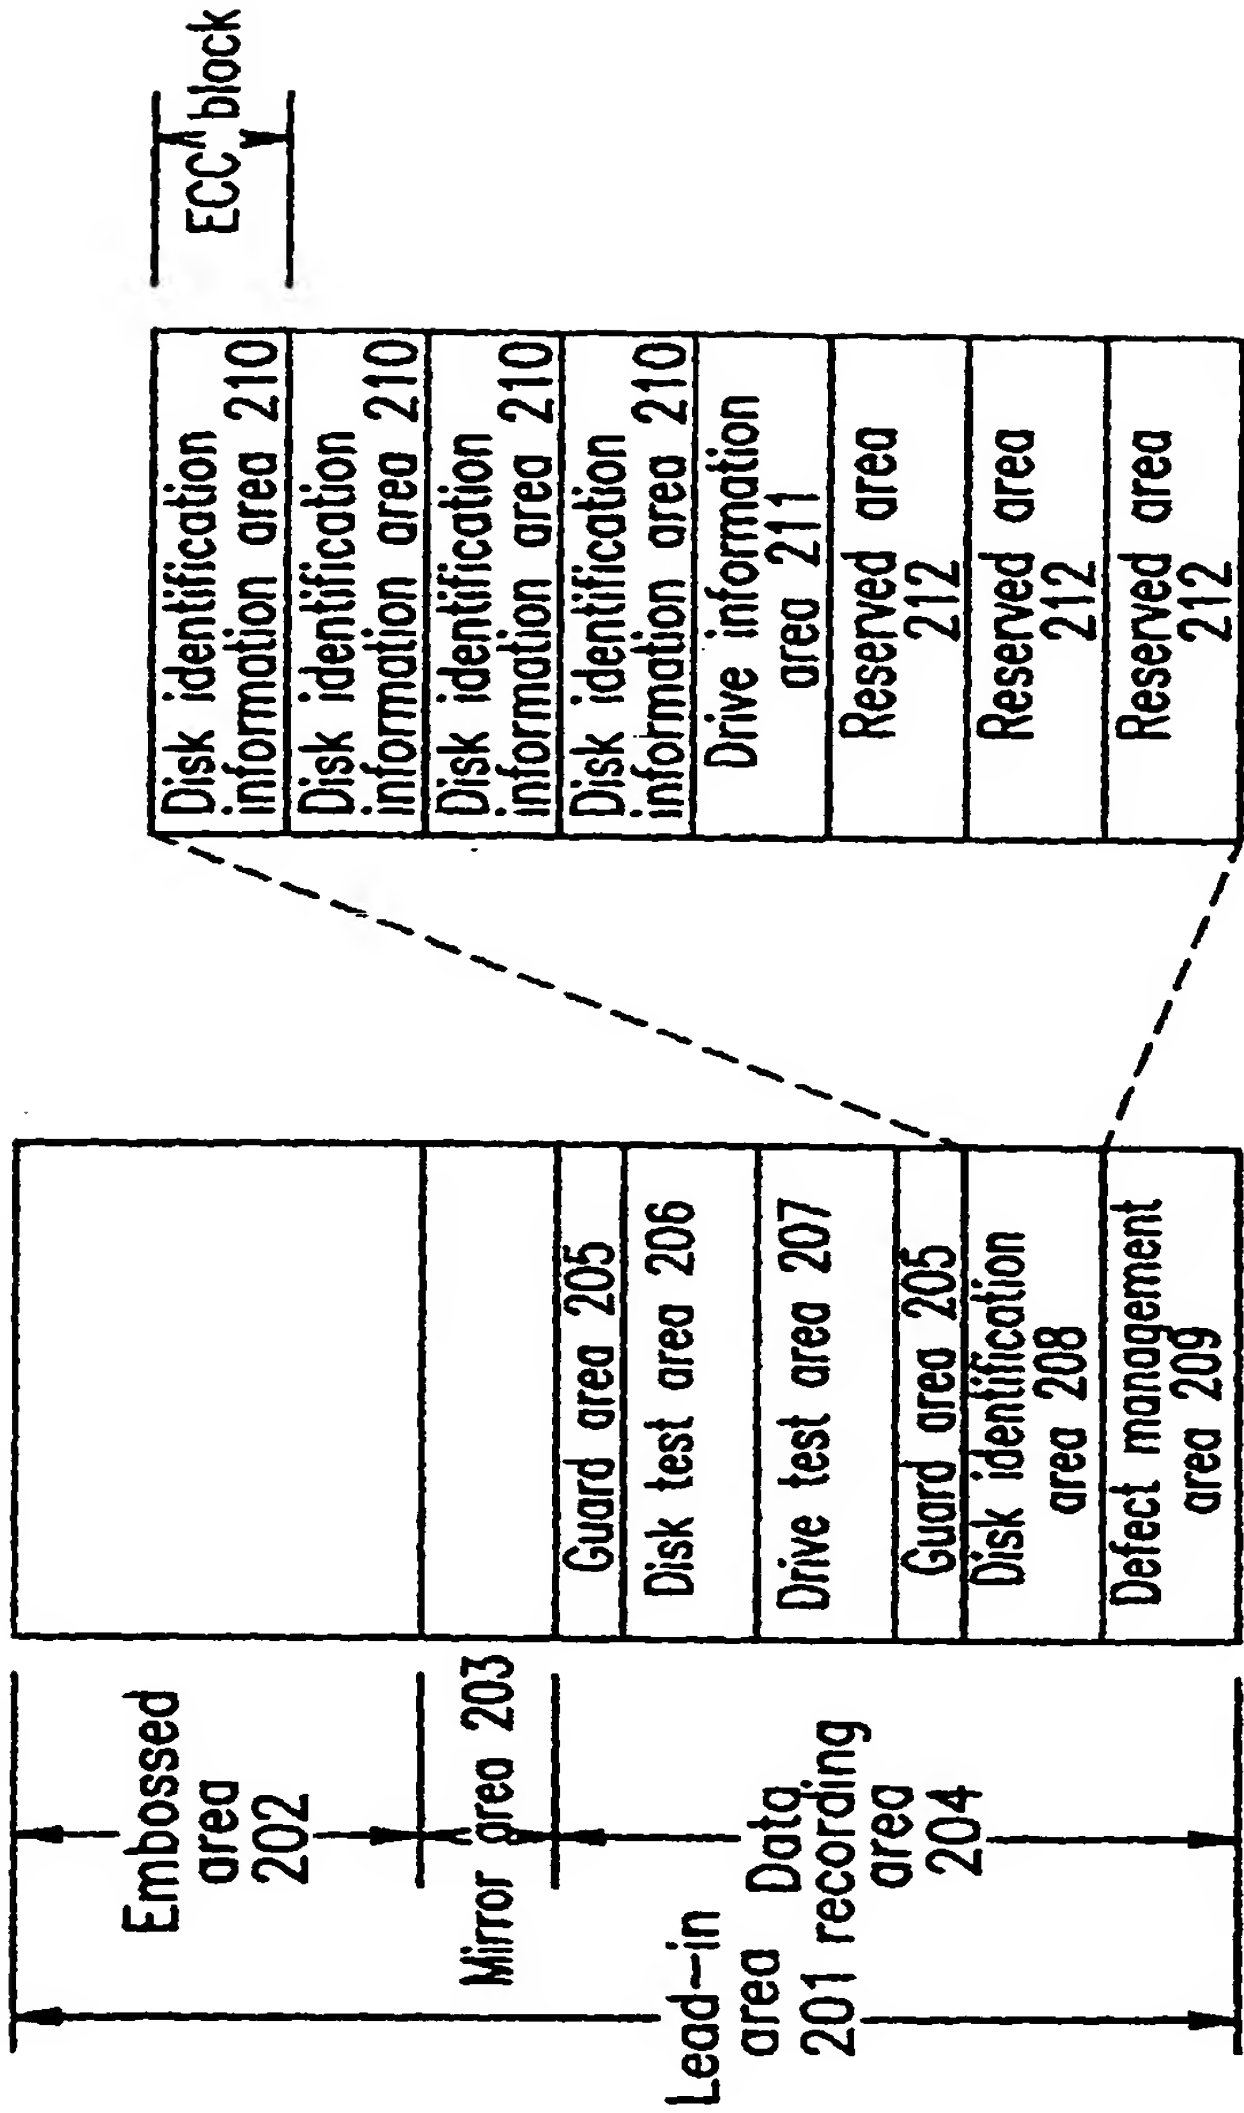 Lead-in
area
201
Embossed
area
202
Mirror area 203
Data
recording
area
204
Guard area 205
Disk test area 206
Drive test area 207
Guard area 205
Disk identification
area 208
Defect management
area 209
Disk identification
information area 210
Disk identification
information area 210
Disk identification
information area 210
Disk identification
information area 210
Drive information
area 211
Reserved area
212
Reserved area
212
Reserved area
212
ECC block